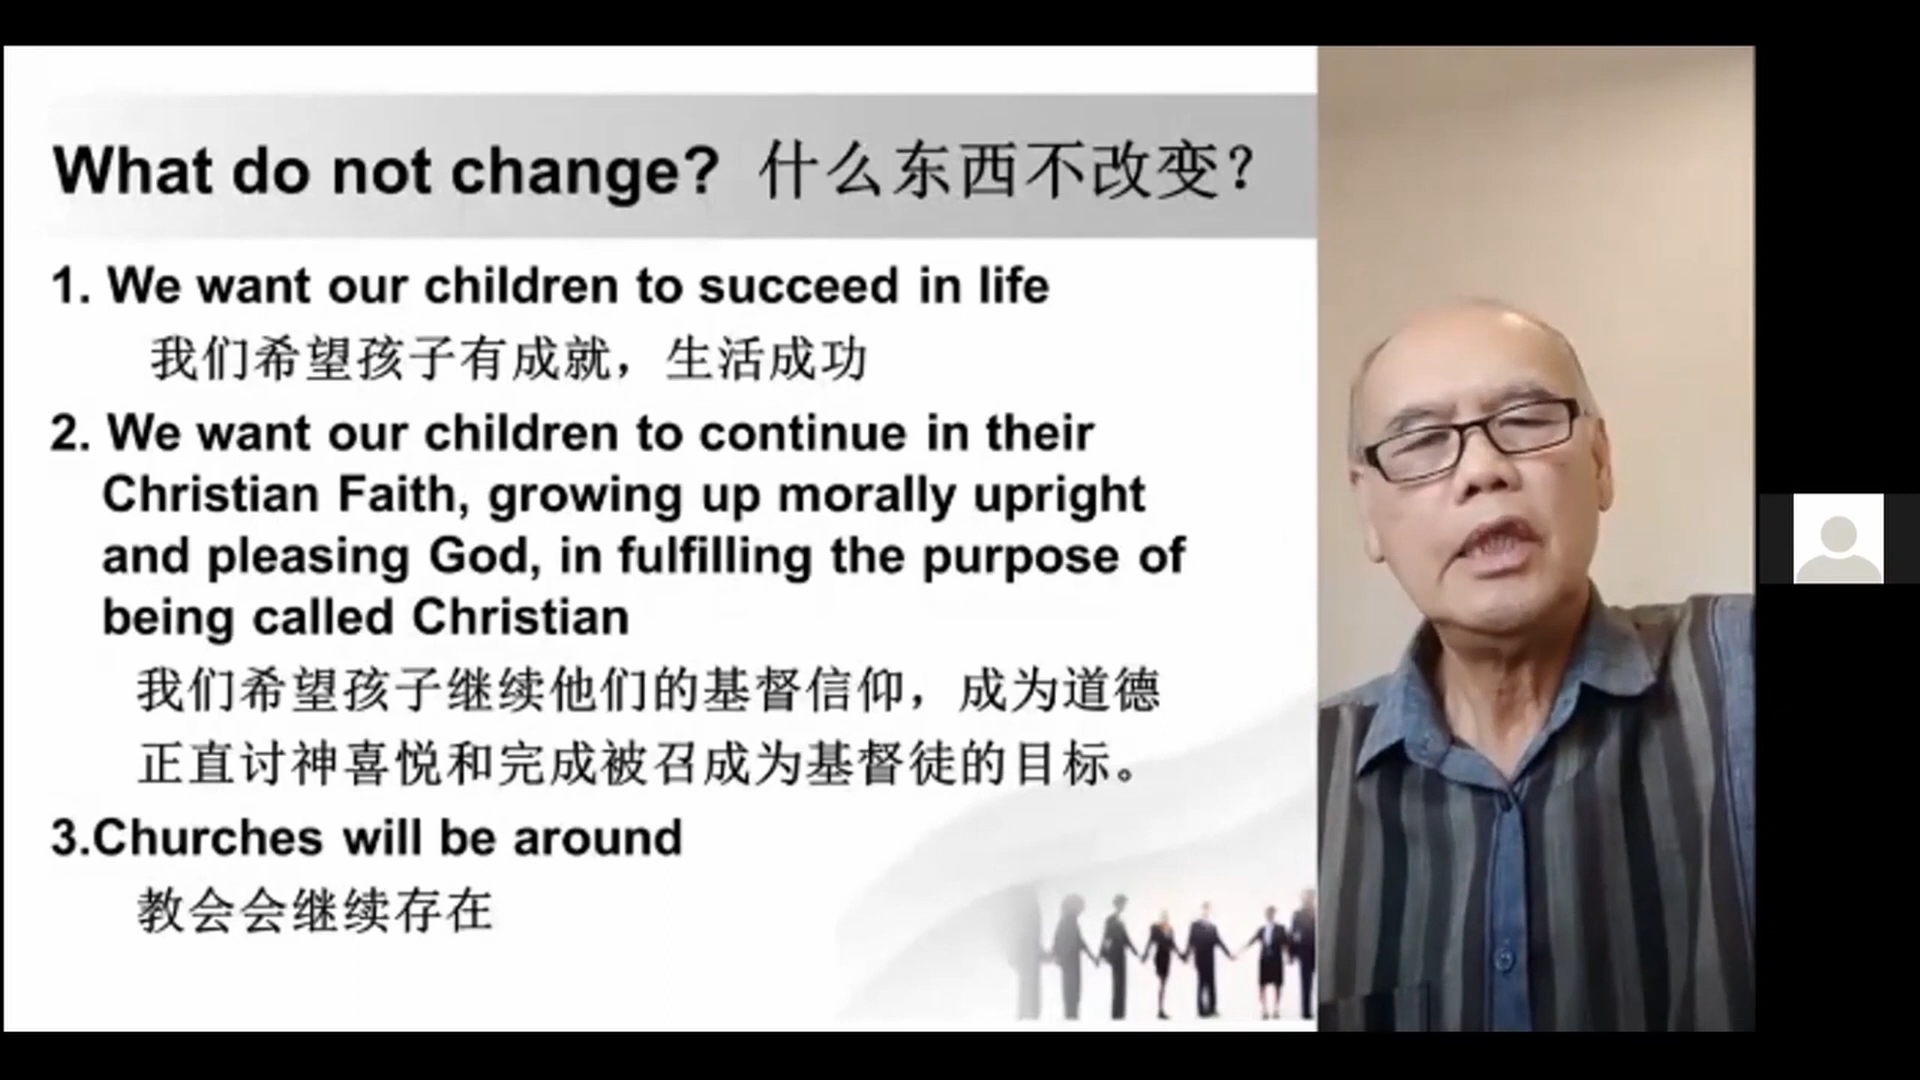 What do not change? 什么东西不改变？
1. We want our children to succeed in life
我们希望孩子有成就，生活成功
2. We want our children to continue in their
Christian Faith, growing up morally upright
and pleasing God, in fulfilling the purpose of
being called Christian
我们希望孩子继续他们的基督信仰，成为道德
正直讨神喜悦和完成被召成为基督徒的目标。
3.Churches will be around
教会会继续存在